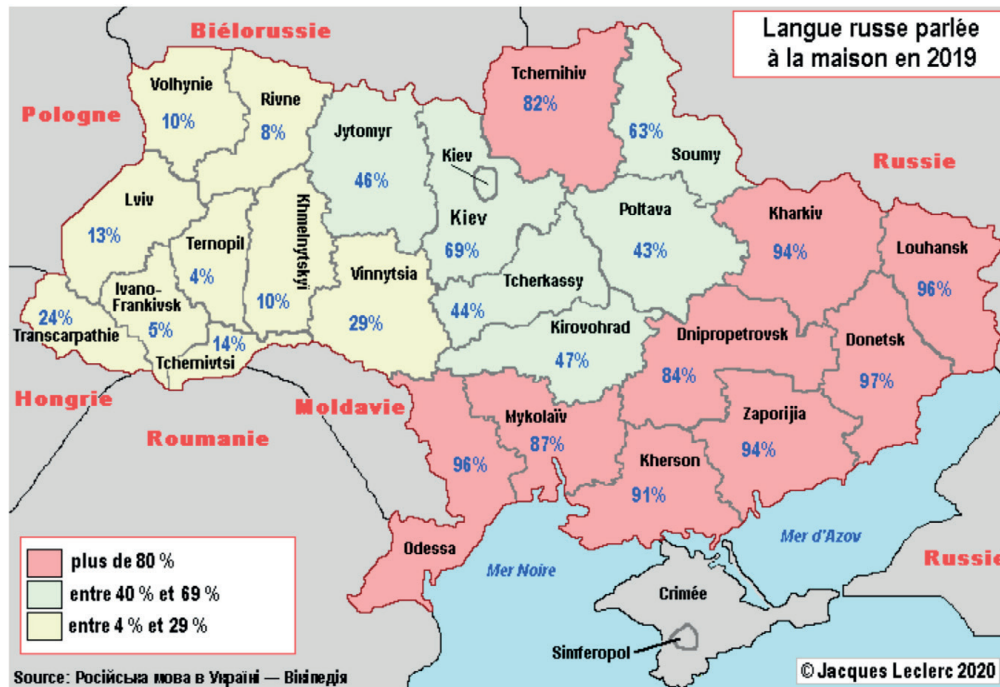 Langue russe parlée
à la maison en 2019
Biélorussie
Pologne
Russie
Hongrie
Roumanie
Moldavie
Russie
Volhynie
10%
Rivne
8%
Jytomyr
46%
Kiev
Kiev
69%
Tchernihiv
82%
63%
Soumy
Lviv
13%
Ternopil
4%
Khmelnytskyï
10%
Vinnytsia
29%
Tcherkassy
44%
Poltava
43%
Kharkiv
94%
Louhansk
96%
24%
Transcarpathie
Ivano-
Frankivsk
5%
14%
Tchernivtsi
Kirovohrad
47%
Dnipropetrovsk
84%
Donetsk
97%
96%
Odessa
Mykolaïv
87%
Kherson
91%
Zaporijia
94%
Mer d'Azov
Mer Noire
Crimée
Simferopol
plus de 80 %
entre 40 % et 69 %
entre 4 % et 29 %
Source: Російська мова в Україні — Вікіпедія
© Jacques Leclerc 2020